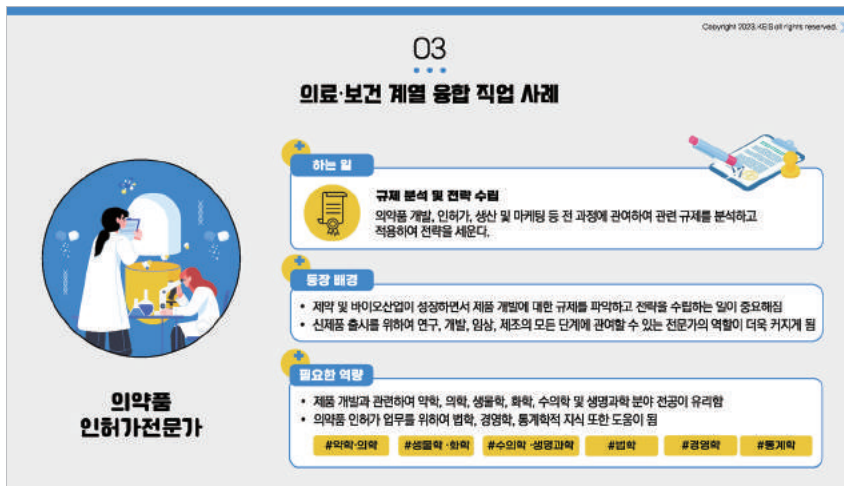 Copyright 2023. KEIS all rights reserved.
03
의료·보건 계열 융합 직업 사례
하는 일
규제 분석 및 전략 수립
의약품 개발, 인허가, 생산 및 마케팅 등 전 과정에 관여하여 관련 규제를 분석하고
적용하여 전략을 세운다.
등장 배경
• 제약 및 바이오산업이 성장하면서 제품 개발에 대한 규제를 파악하고 전략을 수립하는 일이 중요해짐
• 신제품 출시를 위하여 연구, 개발, 임상, 제조의 모든 단계에 관여할 수 있는 전문가의 역할이 더욱 커지게 됨
필요한 역량
• 제품 개발과 관련하여 약학, 의학, 생물학, 화학, 수의학 및 생명과학 분야 전공이 유리함
• 의약품 인허가 업무를 위하여 법학, 경영학, 통계학적 지식 또한 도움이 됨
#약학·의학 #생물학·화학 #수의학·생명과학 #법학 #경영학 #통계학
의약품
인허가전문가